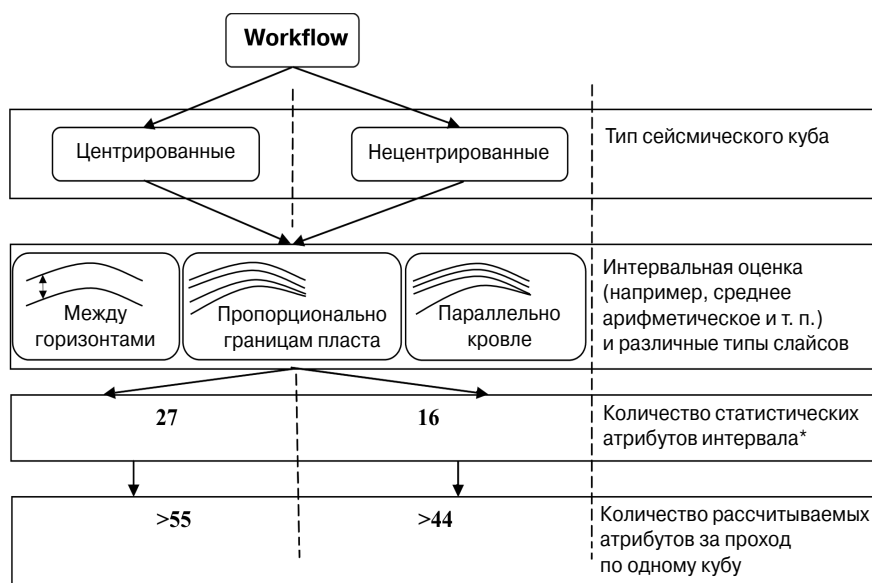 Workflow
Центрированные
Нецентрированные
Тип сейсмического куба
Между
горизонтами
Пропорционально
границам пласта
Параллельно
кровле
Интервальная оценка
(например, среднее
арифметическое и т. п.)
и различные типы слайсов
27
16
Количество статистических
атрибутов интервала*
>55
>44
Количество рассчитываемых
атрибутов за проход
по одному кубу